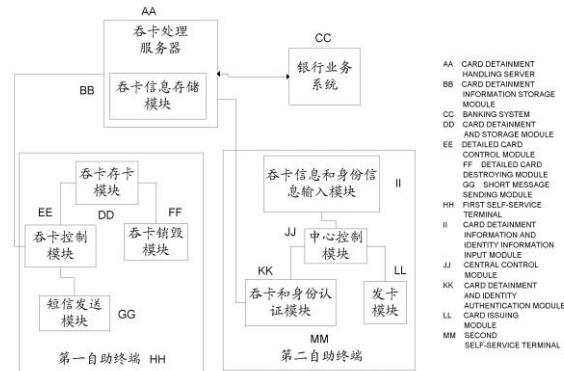 AA
吞卡处理
服务器
CC
银行业务
系统
BB
吞卡信息存储
模块
吞卡存卡
模块
EE
DD
FF
吞卡控制
模块
吞卡销毁
模块
短信发送
模块
GG
第一自助终端 HH
吞卡信息和身份信
息输入模块
II
JJ
中心控制
模块
KK
LL
吞卡和身份认
证模块
发卡
模块
MM
第二自助终端
AA CARD DETAINMENT
HANDLING SERVER
BB CARD DETAINMENT
INFORMATION STORAGE
MODULE
CC BANKING SYSTEM
DD CARD DETAINMENT
AND STORAGE MODULE
EE DETAILED CARD
CONTROL MODULE
FF DETAILED CARD
DESTROYING MODULE
GG SHORT MESSAGE
SENDING MODULE
HH FIRST SELF-SERVICE
TERMINAL
II CARD DETAINMENT
INFORMATION AND
IDENTITY INFORMATION
INPUT MODULE
JJ CENTRAL CONTROL
MODULE
KK CARD DETAINMENT
AND IDENTITY
AUTHENTICATION MODULE
LL CARD ISSUING
MODULE
MM SECOND
SELF-SERVICE TERMINAL